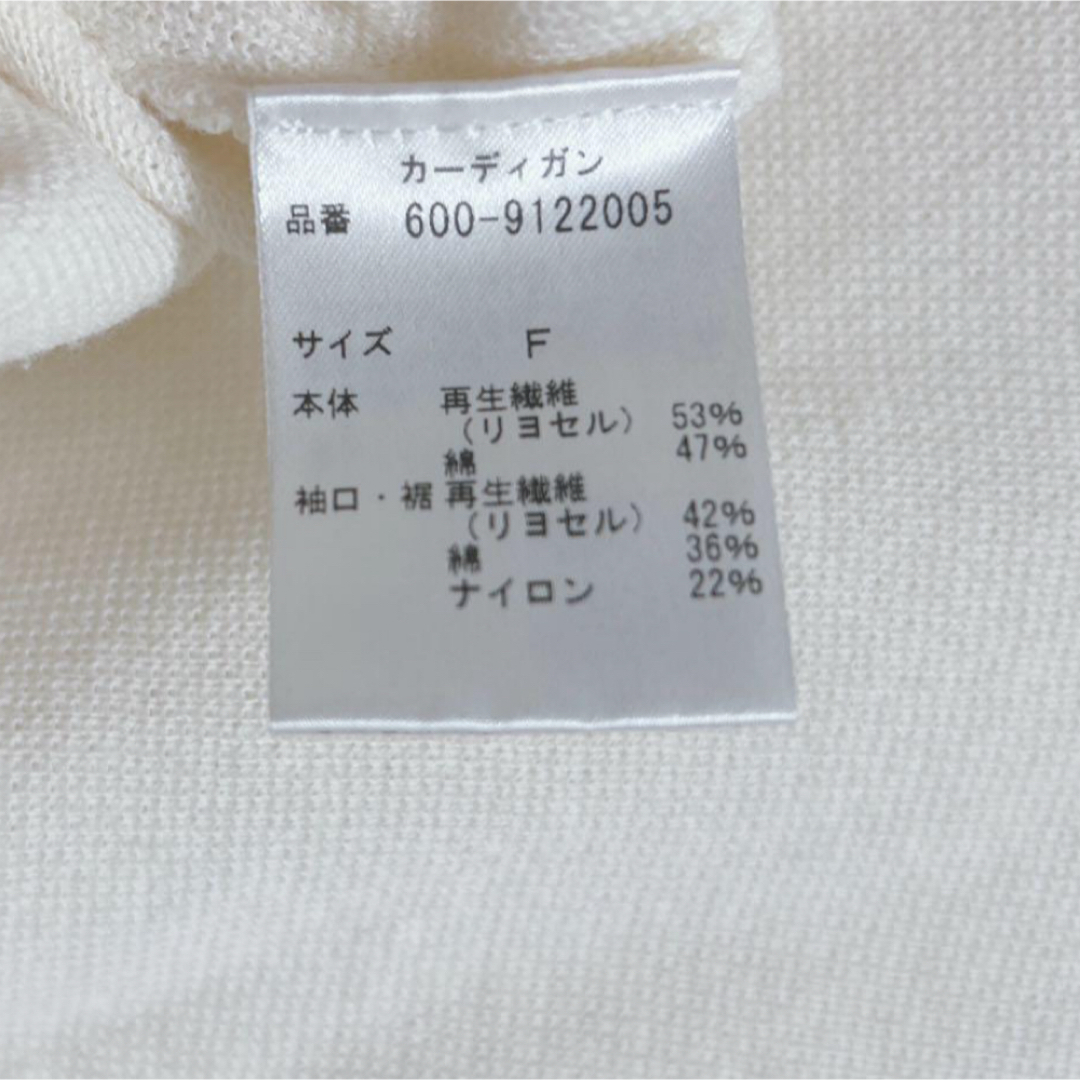 カーディガン
品番 600-9122005
サイズ F
本体 再生繊維
(リヨセル) 53%
綿 47%
袖口・裾 再生繊維
(リヨセル) 42%
綿 36%
ナイロン 22%